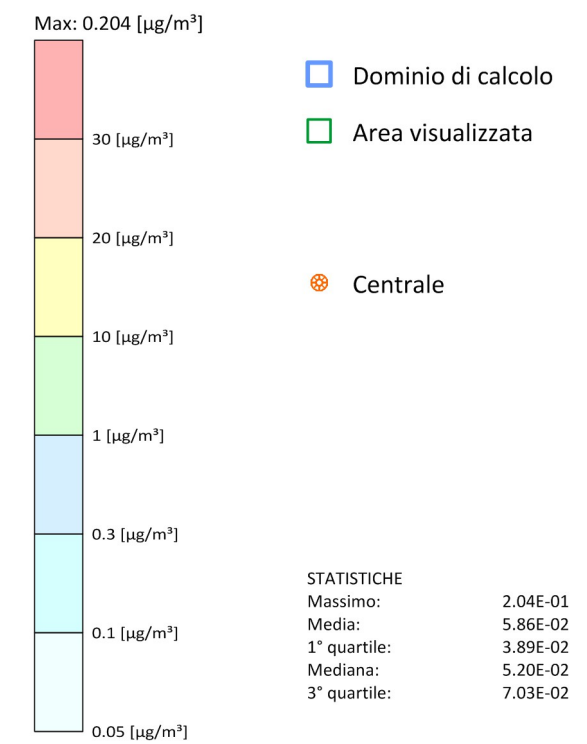 Max: 0.204 [µg/m³]
30 [µg/m³]
20 [µg/m³]
10 [µg/m³]
1 [µg/m³]
0.3 [µg/m³]
0.1 [µg/m³]
0.05 [µg/m³]
Dominio di calcolo
Area visualizzata
Centrale
STATISTICHE
Massimo: 2.04E-01
Media: 5.86E-02
1° quartile: 3.89E-02
Mediana: 5.20E-02
3° quartile: 7.03E-02